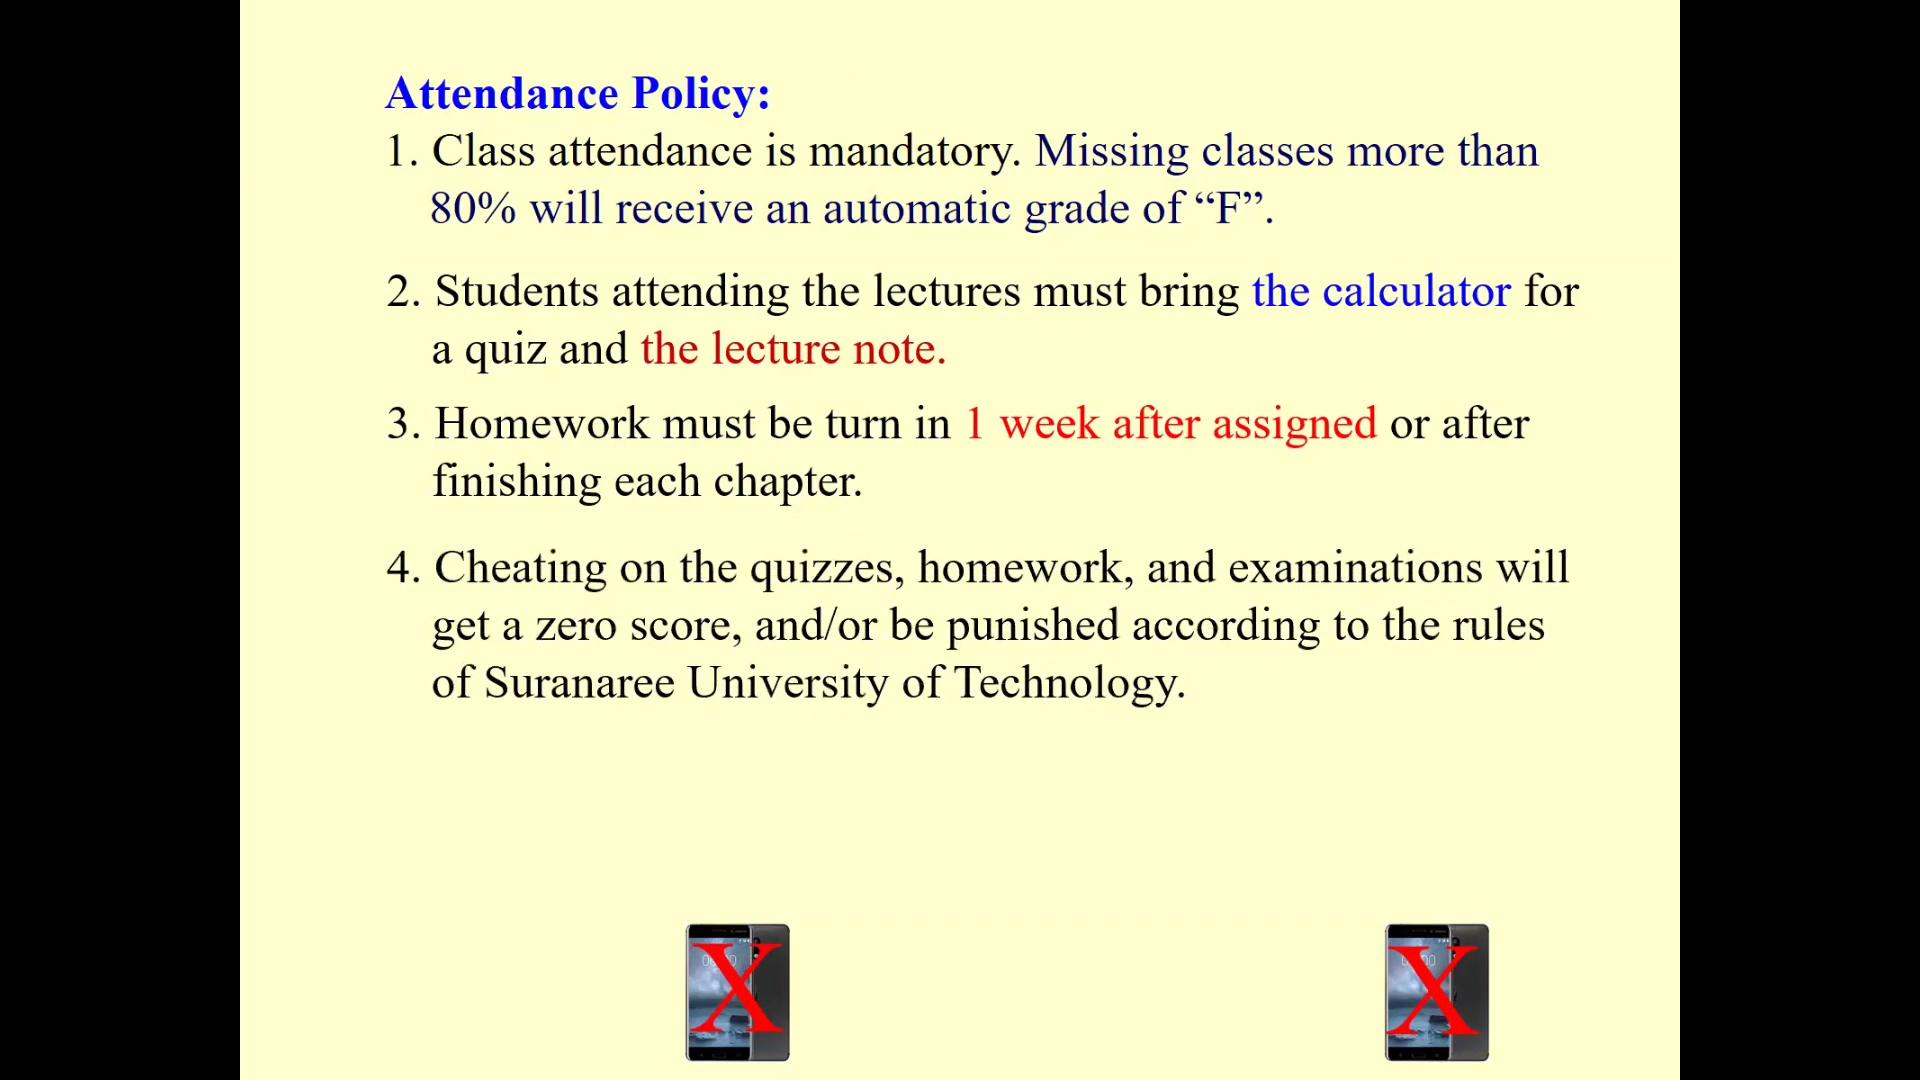 Attendance Policy:
1. Class attendance is mandatory. Missing classes more than
80% will receive an automatic grade of “F”.
2. Students attending the lectures must bring the calculator for
a quiz and the lecture note.
3. Homework must be turn in 1 week after assigned or after
finishing each chapter.
4. Cheating on the quizzes, homework, and examinations will
get a zero score, and/or be punished according to the rules
of Suranaree University of Technology.
X
X